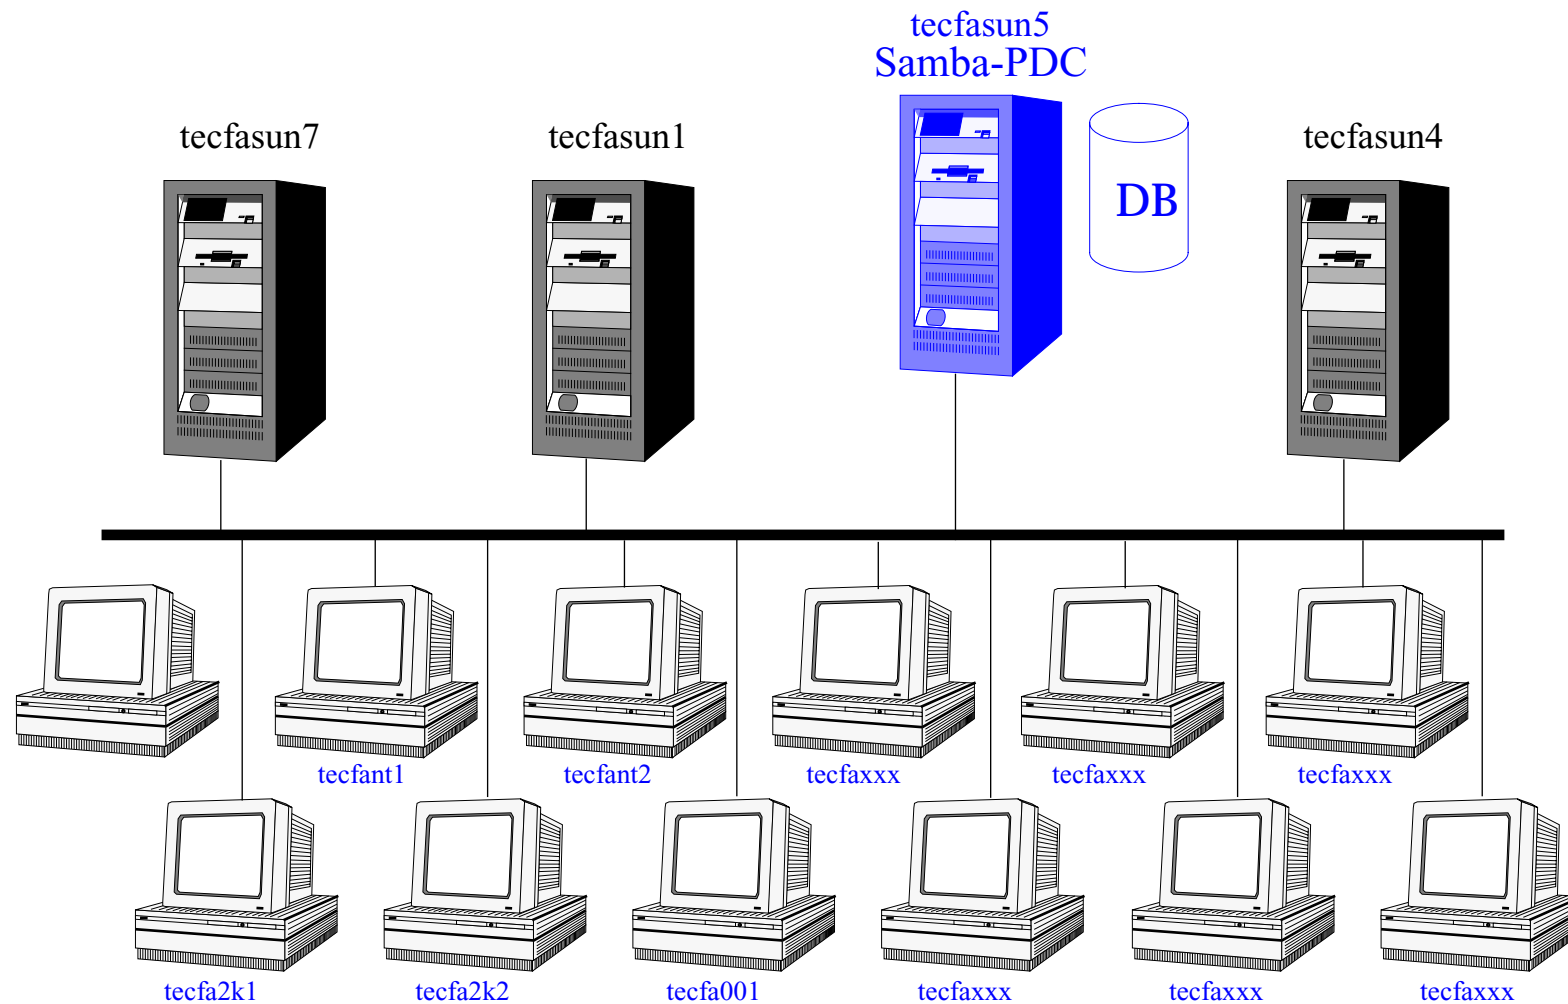 tecfasun5
Samba-PDC
tecfasun7
tecfasun1
tecfasun4
DB
tecfant1
tecfant2
tecfaxxx
tecfaxxx
tecfaxxx
tecfa2k1
tecfa2k2
tecfa001
tecfaxxx
tecfaxxx
tecfaxxx